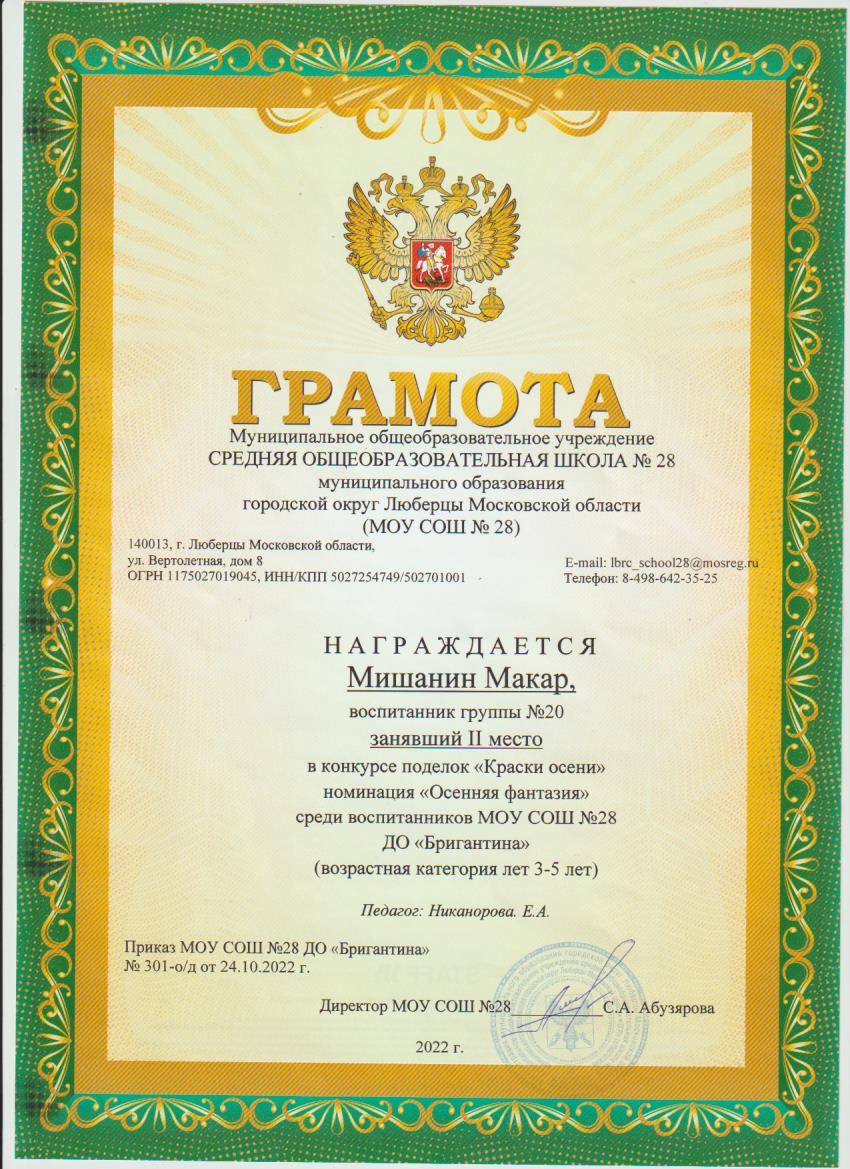 ГРАМОТА
Муниципальное общеобразовательное учреждение
СРЕДНЯЯ ОБЩЕОБРАЗОВАТЕЛЬНАЯ ШКОЛА № 28
муниципального образования
городской округ Люберцы Московской области
(МОУ СОШ № 28)
140013, г. Люберцы Московской области,
ул. Вертолетная, дом 8
E-mail: lbrc_school28@mosreg.ru
ОГРН 1175027019045, ИНН/КПП 5027254749/502701001
Телефон: 8-498-642-35-25
НАГРАЖДАЕТСЯ
Мишанин Макар,
воспитанник группы №20
занявший II место
в конкурсе поделок «Краски осени»
номинация «Осенняя фантазия»
среди воспитанников МОУ СОШ №28
ДО «Бригантина»
(возрастная категория лет 3-5 лет)
Педагог: Никанорова. Е.А.
Приказ МОУ СОШ №28 ДО «Бригантина»
№ 301-о/д от 24.10.2022 г.
Директор МОУ СОШ №28 С.А. Абузярова
2022 г.